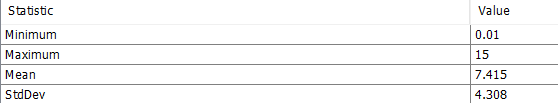 Statistic Value
Minimum 0.01
Maximum 15
Mean 7.415
StdDev 4.308